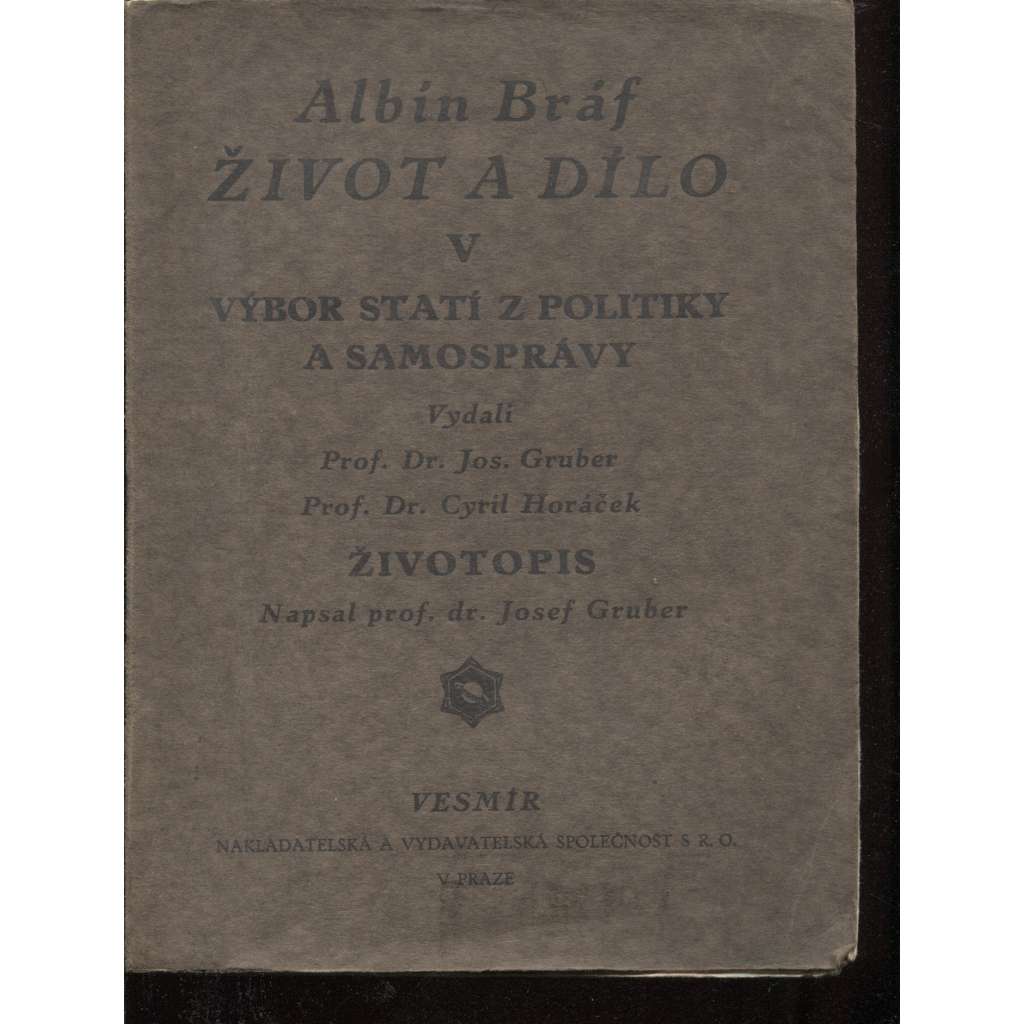 Albín Bráf
ŽIVOT A DÍLO
V
VÝBOR STATÍ Z POLITIKY
A SAMOSPRÁVY
Vydali
Prof. Dr. Jos. Gruber
Prof. Dr. Cyril Horáček
ŽIVOTOPIS
Napsal prof. dr. Josef Gruber
VESMÍR
NAKLADATELSKÁ A VYDAVATELSKÁ SPOLEČNOST S R. O.
V PRAZE